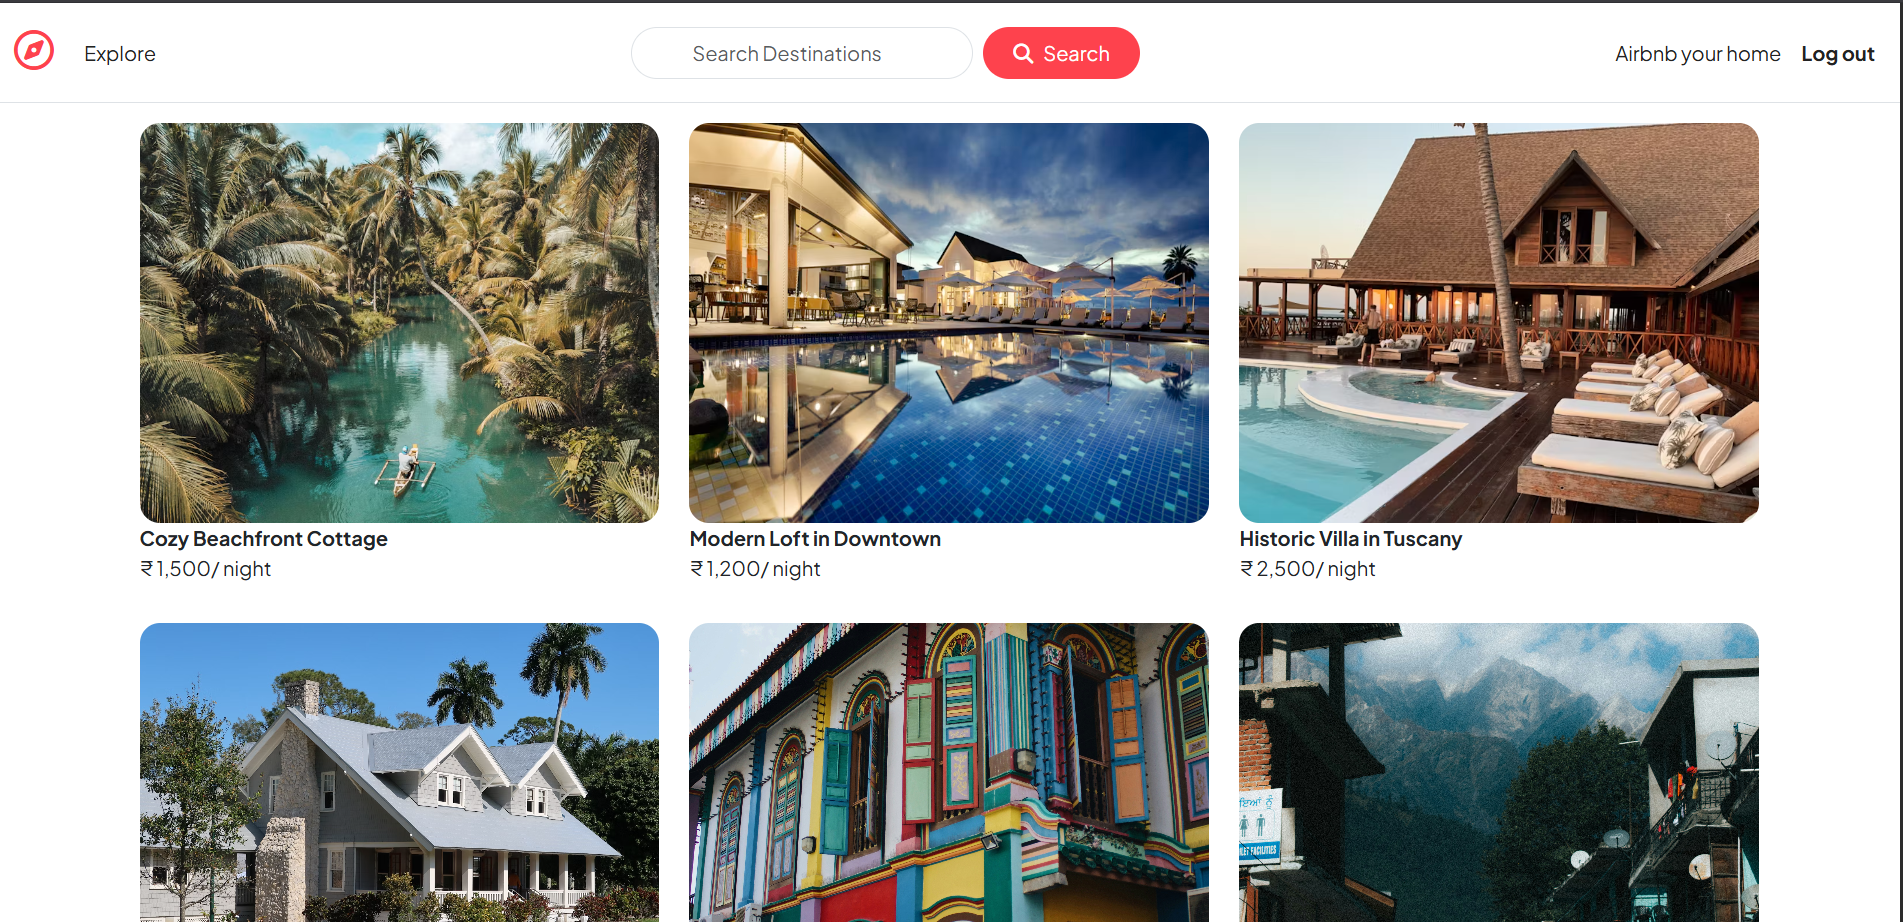 Explore
Search Destinations
Search
Airbnb your home
Log out
Cozy Beachfront Cottage
₹ 1,500/ night
Modern Loft in Downtown
₹ 1,200/ night
Historic Villa in Tuscany
₹ 2,500/ night
FACILITIES